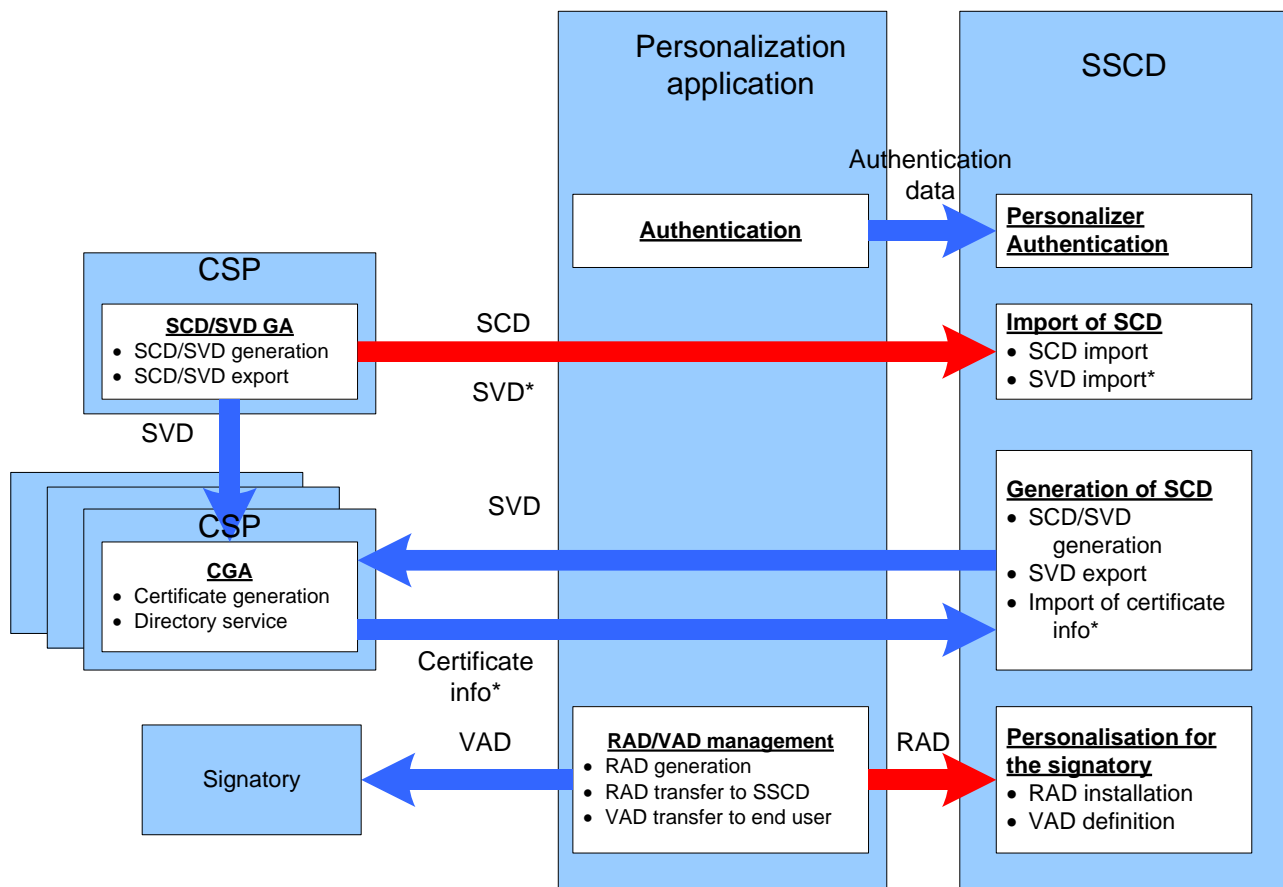 Personalization
application
SSCD
Authentication
data
Authentication
Personalizer
Authentication
CSP
SCD/SVD GA
• SCD/SVD generation
• SCD/SVD export
SCD
SVD*
Import of SCD
• SCD import
• SVD import*
SVD
CSP
CGA
• Certificate generation
• Directory service
SVD
Generation of SCD
• SCD/SVD
generation
• SVD export
• Import of certificate
info*
Certificate
info*
Signatory
VAD
RAD/VAD management
• RAD generation
• RAD transfer to SSCD
• VAD transfer to end user
RAD
Personalisation for
the signatory
• RAD installation
• VAD definition